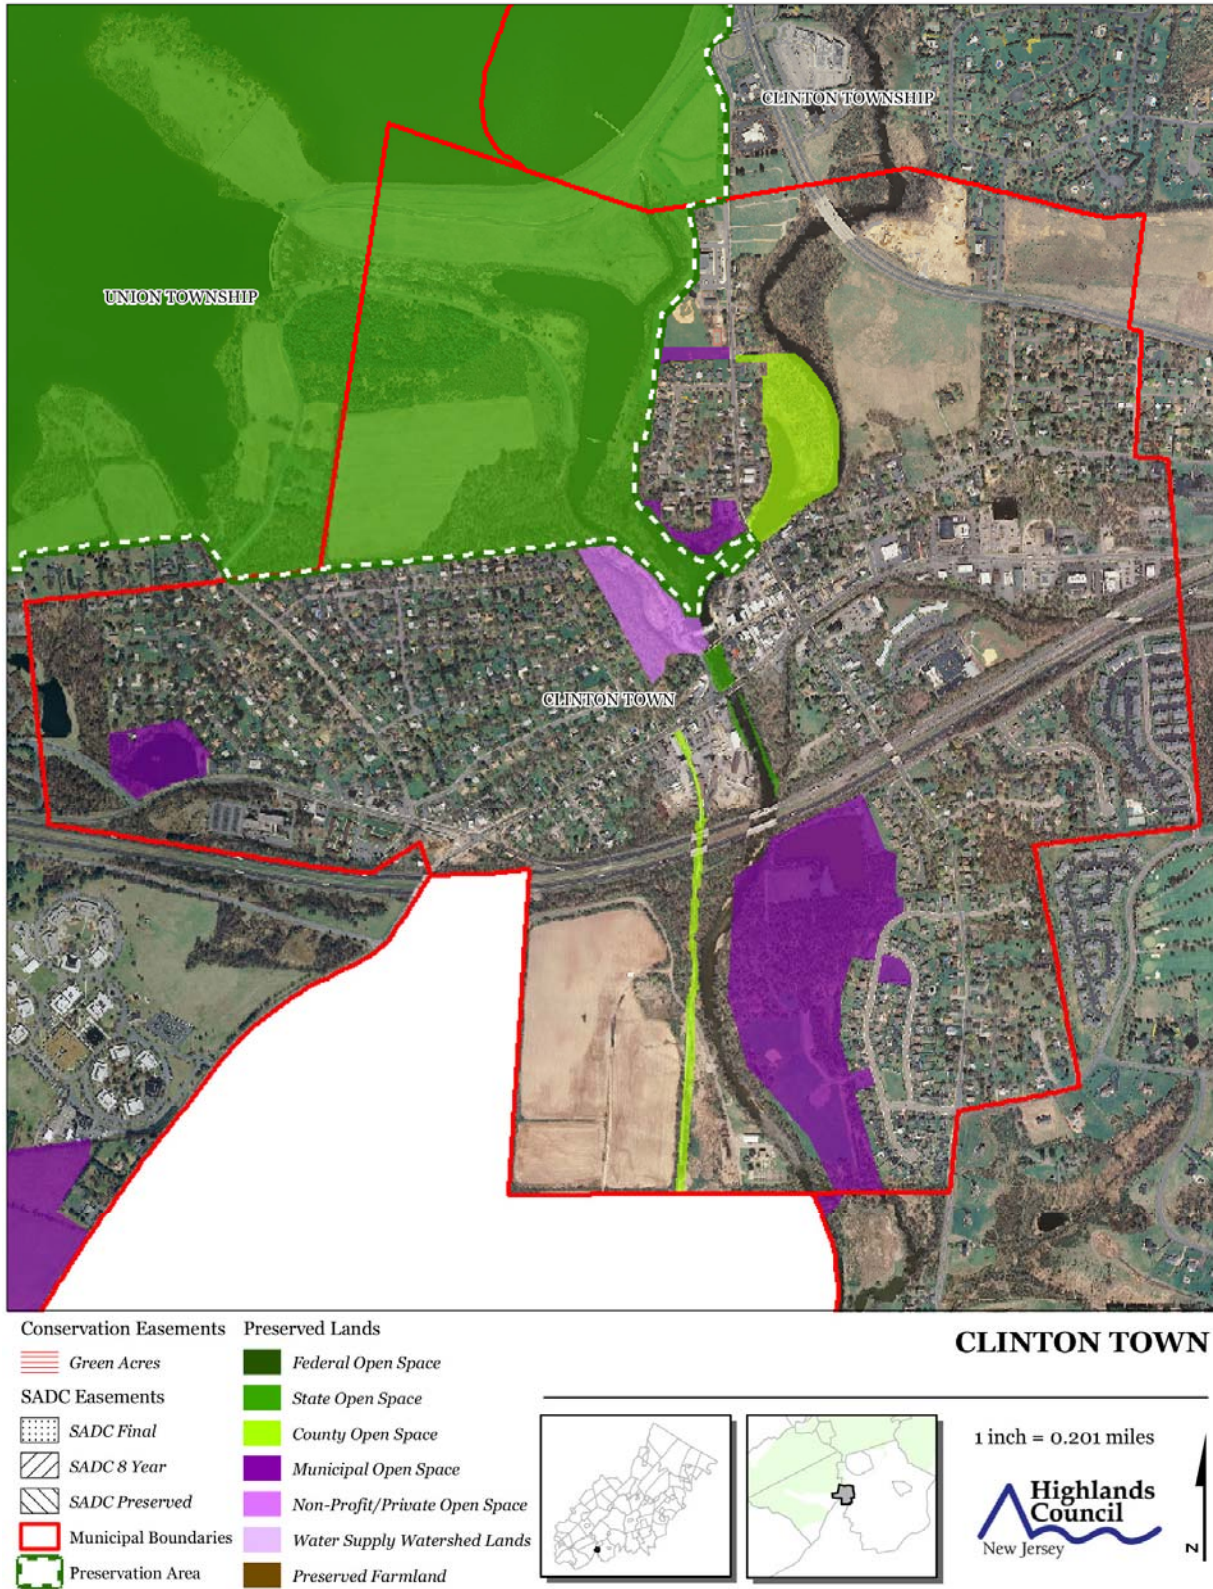 CLINTON TOWNSHIP
UNION TOWNSHIP
CLINTON TOWN
Conservation Easements
Green Acres
SADC Easements
SADC Final
SADC 8 Year
SADC Preserved
Municipal Boundaries
Preservation Area
Preserved Lands
Federal Open Space
State Open Space
County Open Space
Municipal Open Space
Non-Profit/Private Open Space
Water Supply Watershed Lands
Preserved Farmland
CLINTON TOWN
1 inch = 0.201 miles
Highlands
Council
New Jersey
N